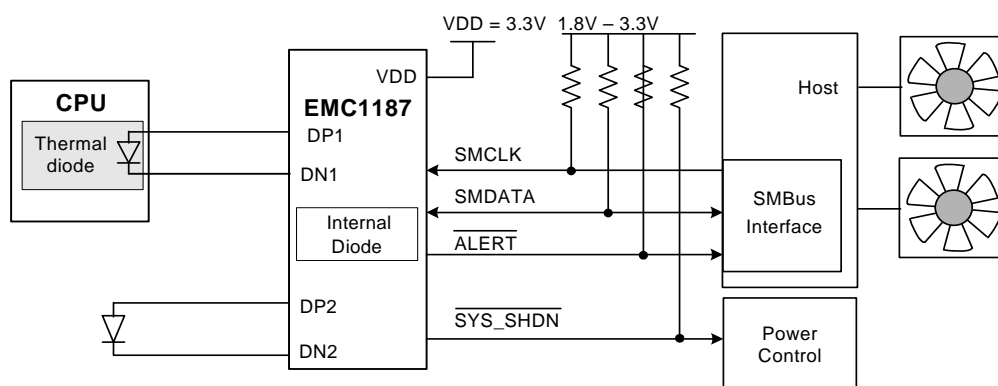 VDD = 3.3V 1.8V – 3.3V
CPU
Thermal
diode
VDD
EMC1187
DP1
DN1
Internal
Diode
DP2
DN2
SMCLK
SMDATA
ALERT
SYS_SHDN
Host
SMBus
Interface
Power
Control